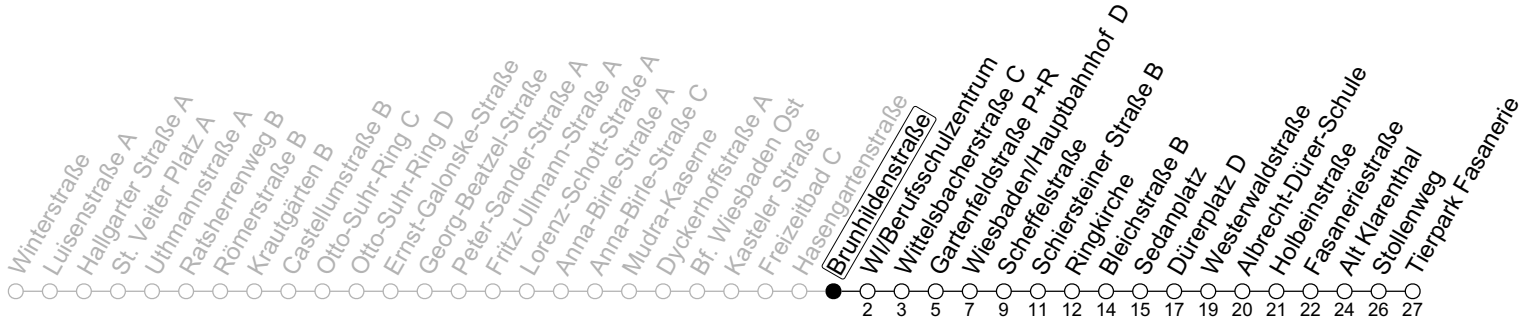 Winterstraße
Luisenstraße A
Hallgarter Straße A
St. Veiter Platz A
Uthmannstraße A
Ratsherrenweg B
Römerstraße B
Krautgärten B
Castellumstraße B
Otto-Suhr-Ring C
Otto-Suhr-Ring D
Ernst-Galonske-Straße
Georg-Beatzel-Straße
Peter-Sander-Straße A
Fritz-Ullmann-Straße A
Lorenz-Schott-Straße A
Anna-Birle-Straße A
Anna-Birle-Straße C
Mudra-Kaserne
Dyckerhoffstraße A
Bf. Wiesbaden Ost
Kasteler Straße
Freizeitbad C
Hasengartenstraße
Brunhildenstraße
WI/Berufsschulzentrum
Wittelsbacherstraße C
Gartenfeldstraße P+R
Wiesbaden/Hauptbahnhof D
Scheffelstraße
Schiersteiner Straße B
Ringkirche
Bleichstraße B
Sedanplatz
Dürerplatz D
Westerwaldstraße
Albrecht-Dürer-Schule
Holbeinstraße
Fasaneriestraße
Alt Klarenthal
Stollenweg
Tierpark Fasanerie
2 3 5 7 9 11 12 14 15 17 19 20 21 22 24 26 27